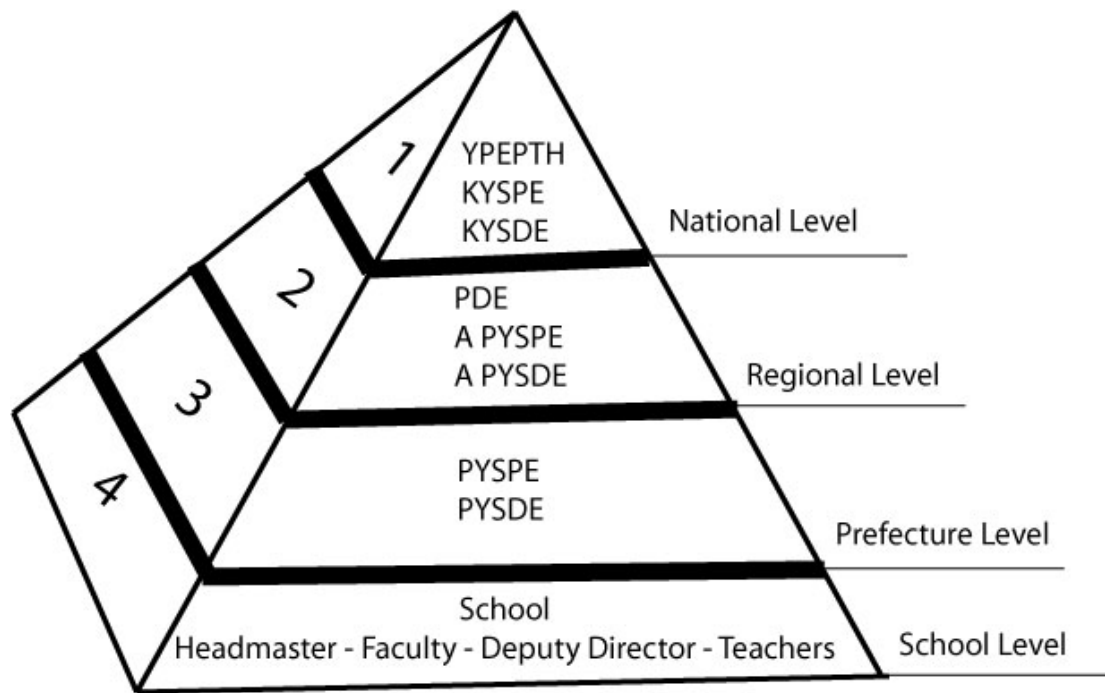 1
YPEPTH
KYSPE
KYSDE
National Level
2
PDE
A PYSPE
A PYSDE
Regional Level
3
PYSPE
PYSDE
Prefecture Level
4
School
Headmaster - Faculty - Deputy Director - Teachers
School Level